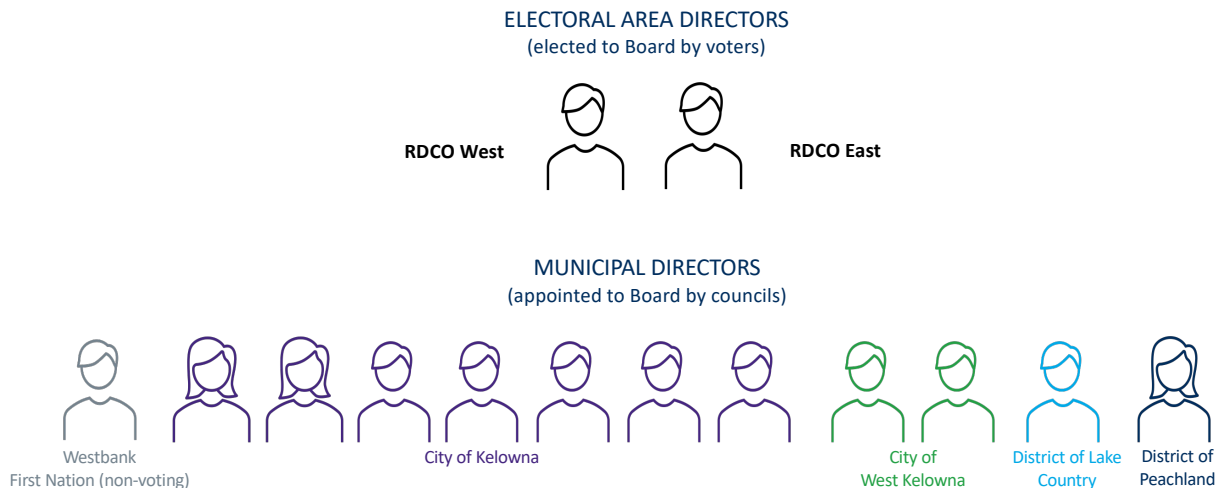 ELECTORAL AREA DIRECTORS
(elected to Board by voters)
RDCO West
RDCO East
MUNICIPAL DIRECTORS
(appointed to Board by councils)
Westbank
First Nation (non-voting)
City of Kelowna
City of
West Kelowna
District of Lake
Country
District of
Peachland